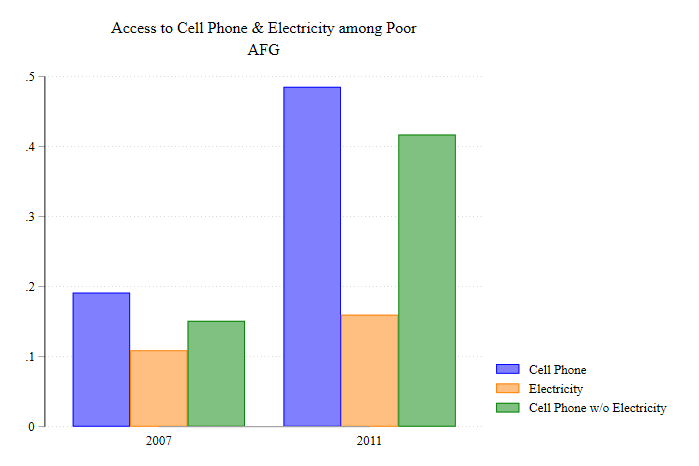 Access to Cell Phone & Electricity among Poor
AFG
.5
.4
.3
.2
.1
0
2007
2011
Cell Phone
Electricity
Cell Phone w/o Electricity